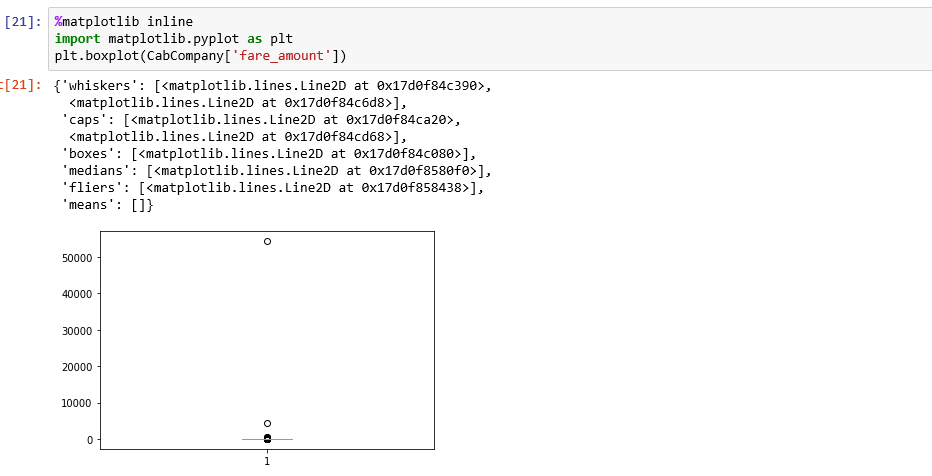 [21]: %matplotlib inline
import matplotlib.pyplot as plt
plt.boxplot(CabCompany['fare_amount'])
t[21]: {'whiskers': [<matplotlib.lines.Line2D at 0x17d0f84c390>,
<matplotlib.lines.Line2D at 0x17d0f84c6d8>],
'caps': [<matplotlib.lines.Line2D at 0x17d0f84ca20>,
<matplotlib.lines.Line2D at 0x17d0f84cd68>],
'boxes': [<matplotlib.lines.Line2D at 0x17d0f84c080>],
'medians': [<matplotlib.lines.Line2D at 0x17d0f8580f0>],
'fliers': [<matplotlib.lines.Line2D at 0x17d0f858438>],
'means': []}
50000
40000
30000
20000
10000
0
1